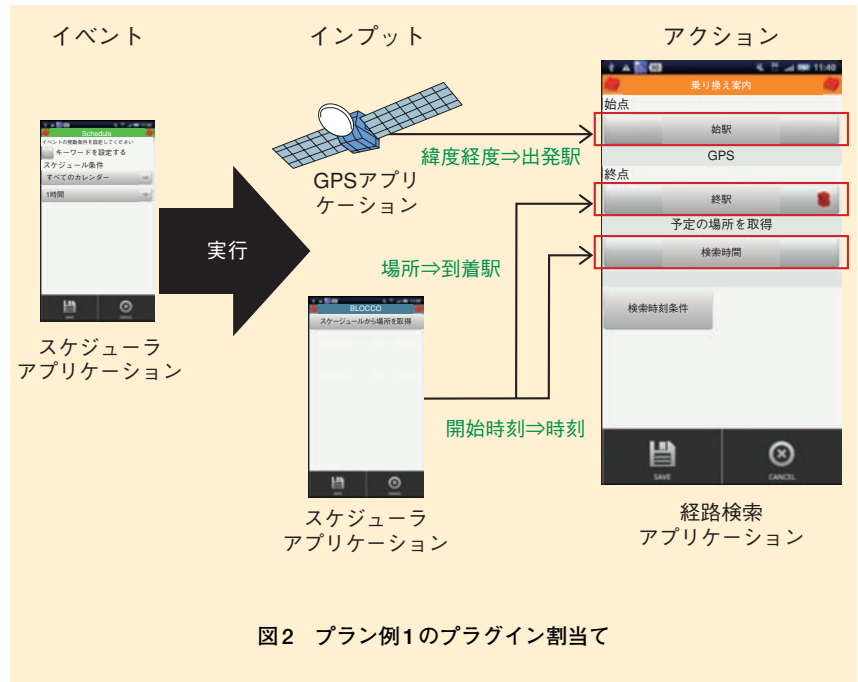 イベント
インプット
アクション
Schedule
イベントの発動条件を設定してください
キーワードを設定する
スケジュール条件
すべてのカレンダー
1時間
スケジューラ
アプリケーション
実行
GPSアプリ
ケーション
緯度経度⇒出発駅
場所⇒到着駅
BLOCCO
スケージュールから場所を取得
開始時刻⇒時刻
スケジューラ
アプリケーション
11:40
乗り換え案内
始点
始駅
GPS
終点
終駅
予定の場所を取得
検索時間
検索時刻条件
SAVE
CANCEL
経路検索
アプリケーション
図2 プラン例1のプラグイン割当て